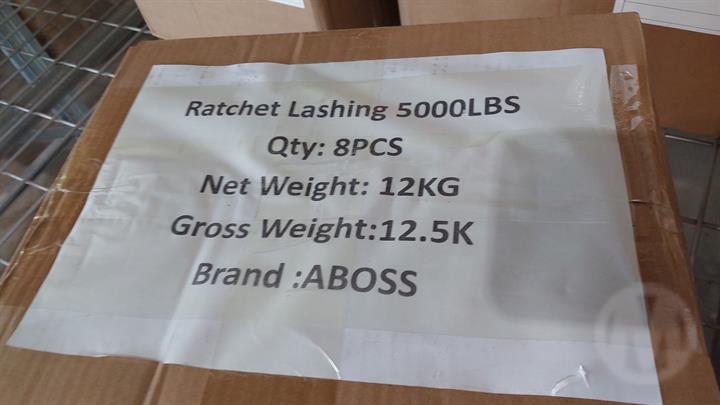 Ratchet Lashing 5000LBS
Qty: 8PCS
Net Weight: 12KG
Gross Weight:12.5K
Brand :ABOSS